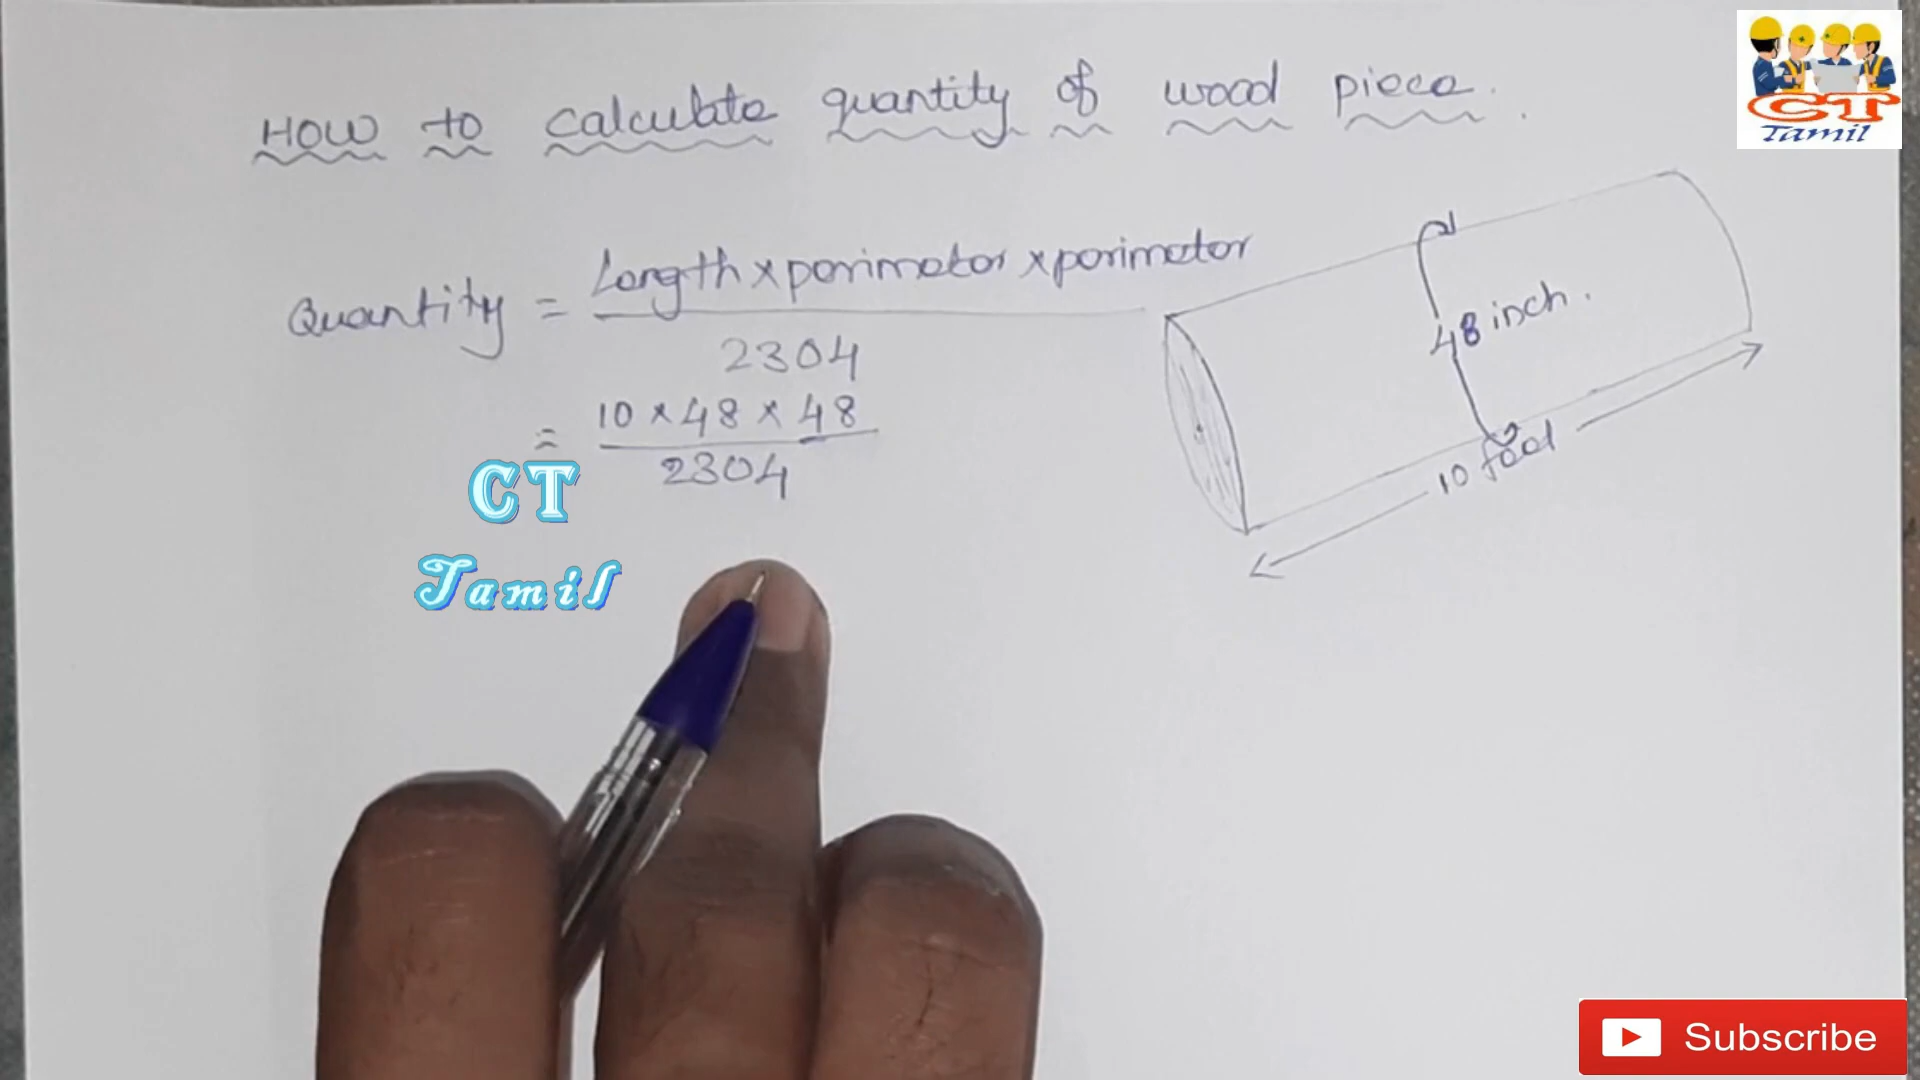 How to calculate quantity of wood piece.
CT
Tamil
Quantity = Length x perimeter x perimeter
2304
= 10 x 48 x 48
2304
48 inch.
10 feet
CT
Tamil
Subscribe